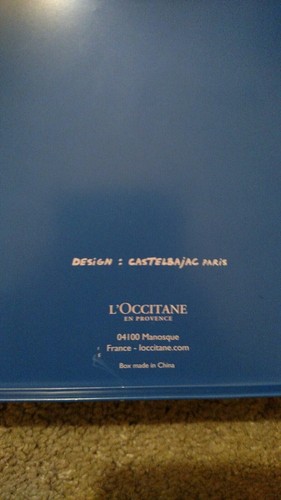 DESIGN : CASTELBAJAC PARIS
L'OCCITANE
EN PROVENCE
04100 Manosque
France - loccitane.com
Box made in China